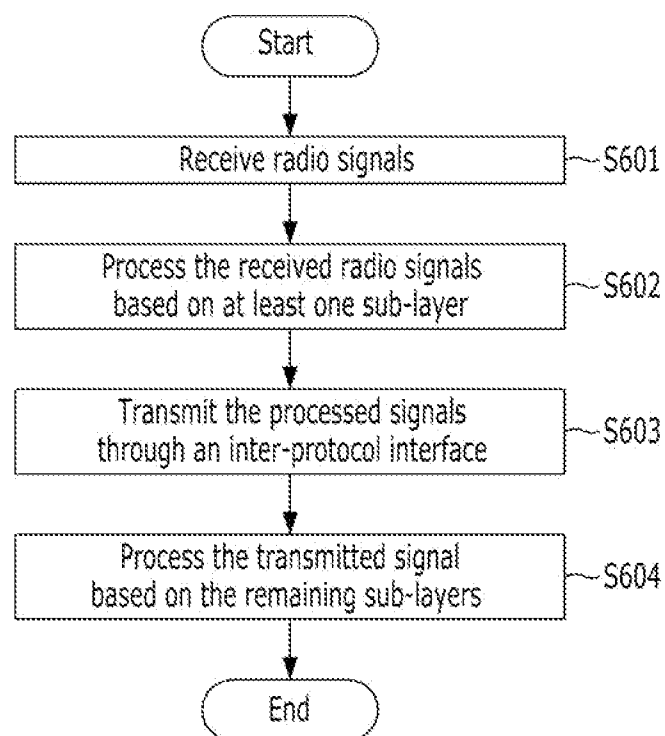 Start
Receive radio signals
S601
Process the received radio signals
based on at least one sub-layer
S602
Transmit the processed signals
through an inter-protocol interface
S603
Process the transmitted signal
based on the remaining sub-layers
S604
End